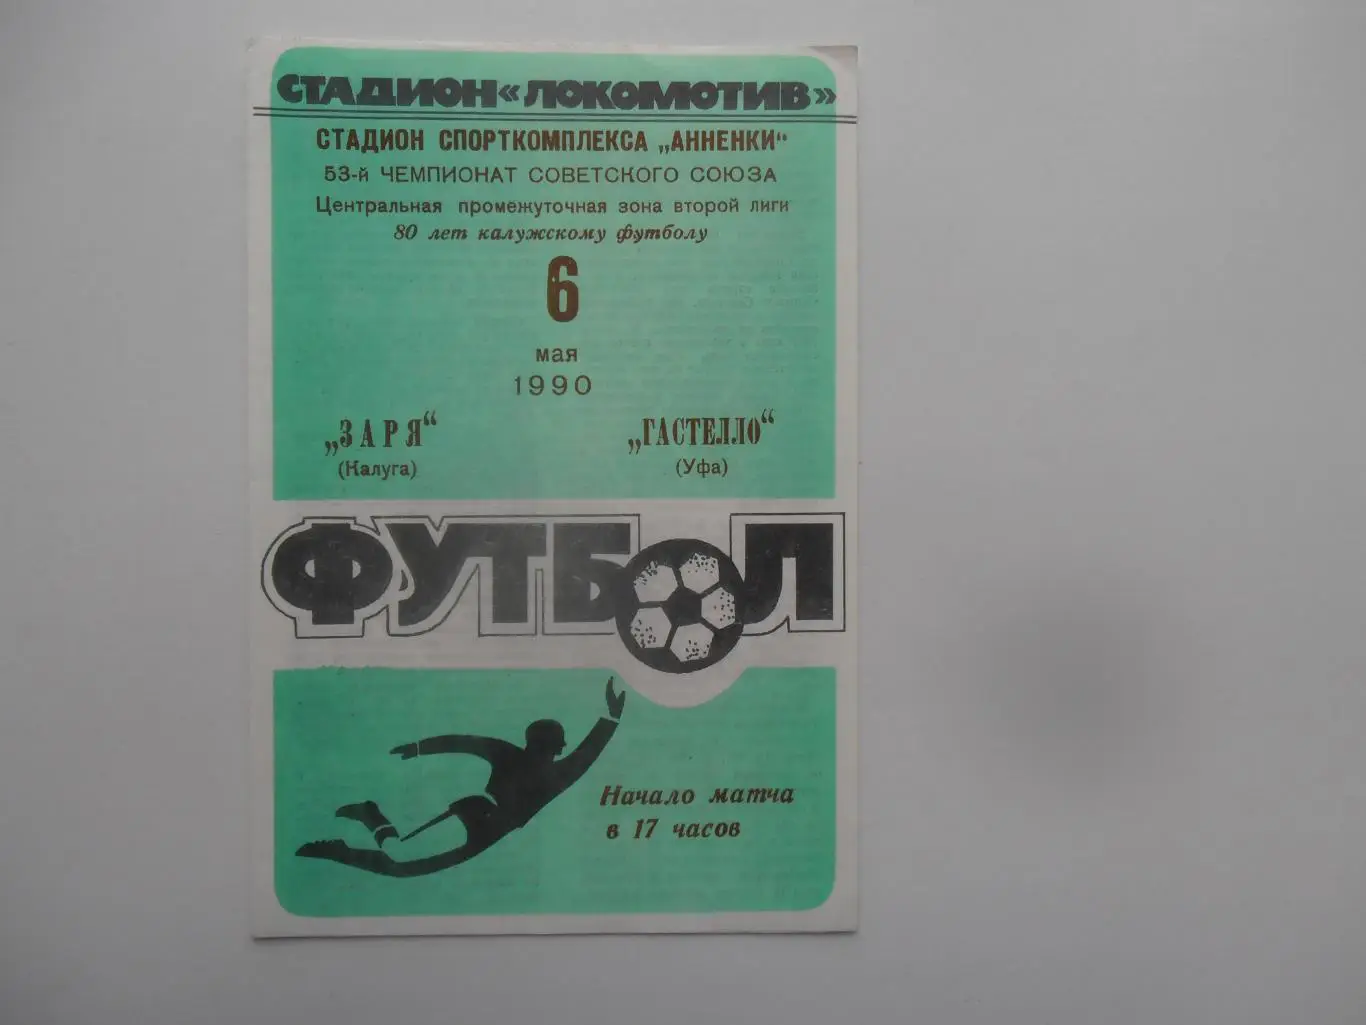 СТАДИОН «ЛОКОМОТИВ»
СТАДИОН СПОРТКОМПЛЕКСА „АННЕНКИ“
53-й ЧЕМПИОНАТ СОВЕТСКОГО СОЮЗА
Центральная промежуточная зона второй лиги
80 лет калужскому футболу
6
мая
1990
„ЗАРЯ“ „ГАСТЕЛЛО“
(Калуга) (Уфа)
ФУТБОЛ
Начало матча
в 17 часов